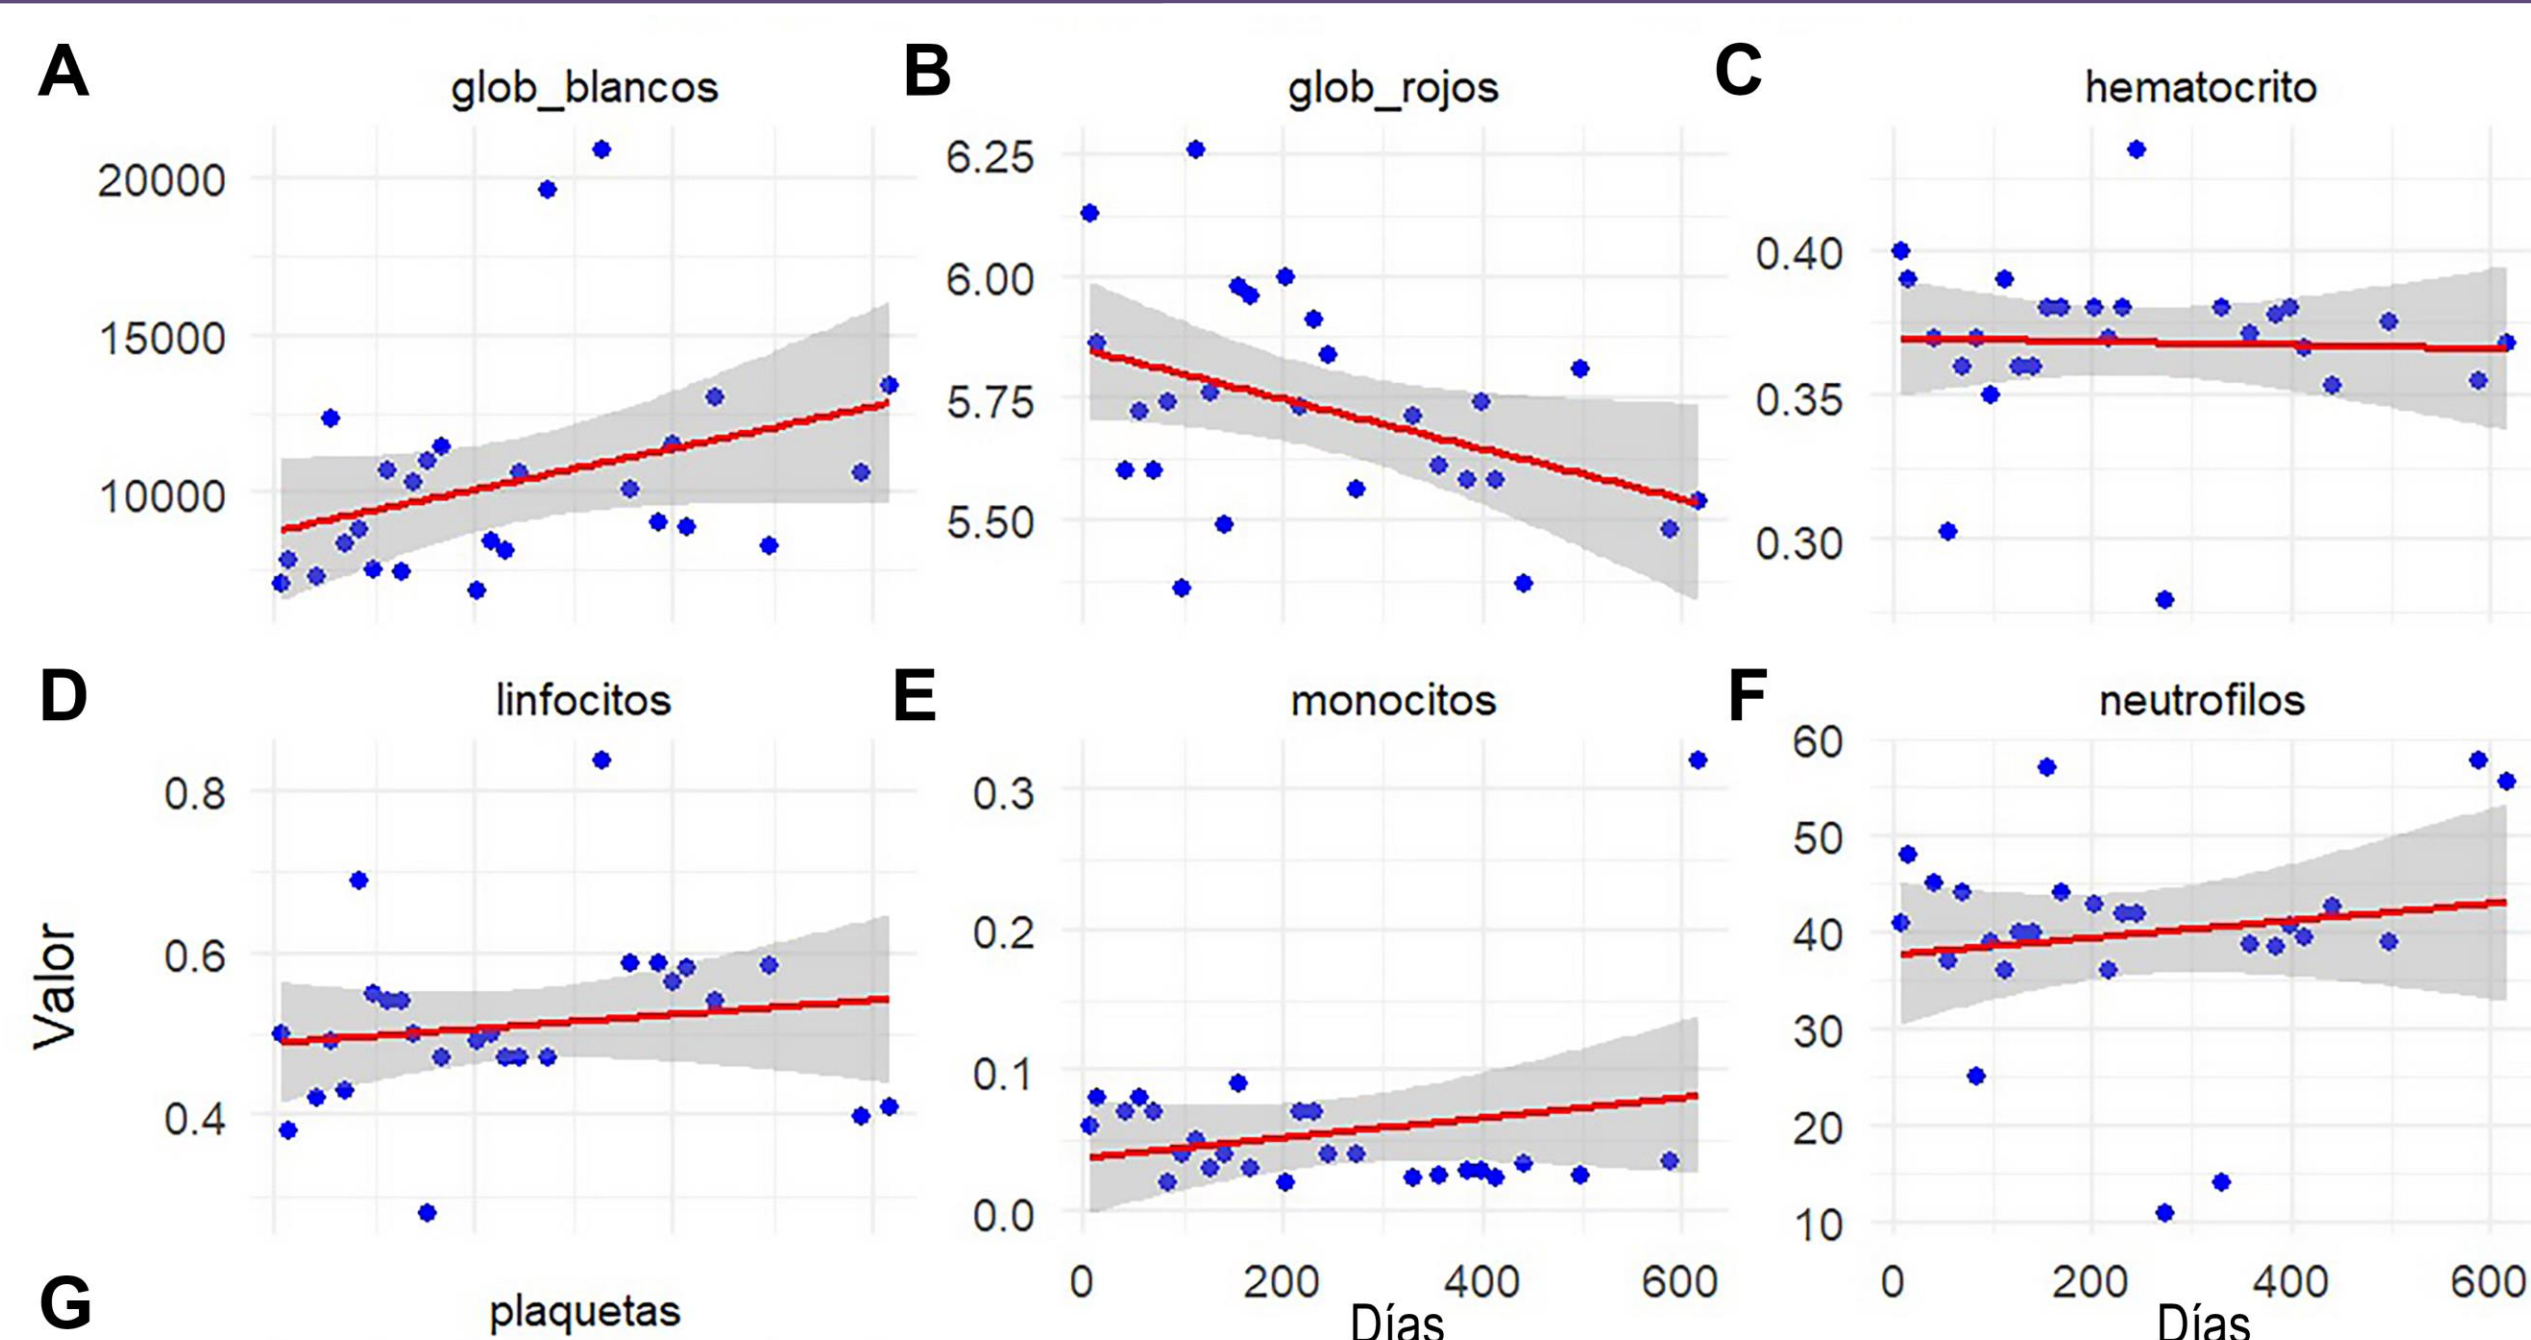 A
glob_blancos
20000
15000
10000
B
glob_rojos
6.25
6.00
5.75
5.50
C
hematocrito
0.40
0.35
0.30
Valor
D
linfocitos
0.8
0.6
0.4
E
monocitos
0.3
0.2
0.1
0.0
0 200 400 600
Días
F
neutrofilos
60
50
40
30
20
10
0 200 400 600
Días
G
plaquetas